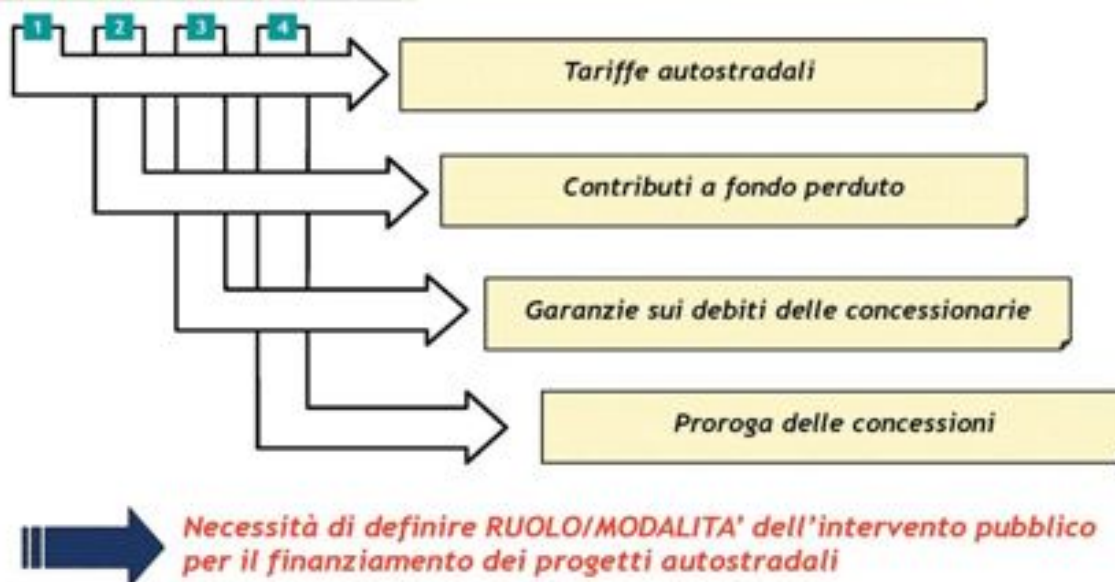 1 2 3 4
Tariffe autostradali
Contributi a fondo perduto
Garanzie sui debiti delle concessionarie
Proroga delle concessioni
Necessità di definire RUOLO/MODALITA' dell'intervento pubblico
per il finanziamento dei progetti autostradali